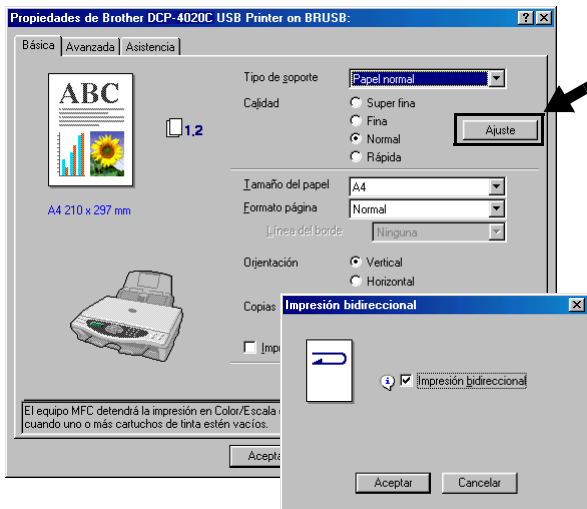 Propiedades de Brother DCP-4020C USB Printer on BRUSB:
Básica Avanzada Asistencia
ABC
1,2
A4 210 x 297 mm
Tipo de soporte Papel normal
Calidad Super fina
Fina
Normal
Rápida
Ajuste
Tamaño del papel A4
Formato página Normal
Línea del borde Ninguna
Orientación Vertical
Horizontal
Copias
El equipo MFC detendrá la impresión en Color/Escala
cuando uno o más cartuchos de tinta estén vacíos.
Impresión bidireccional
Impresión bidireccional
Aceptar Cancelar